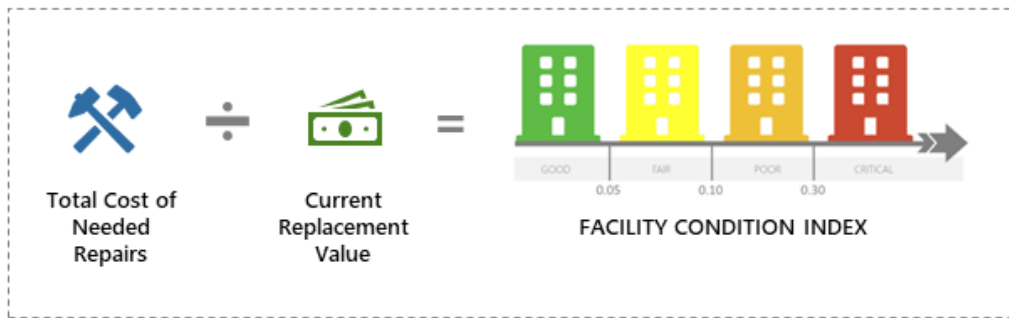 ÷
=
GOOD
FAIR
POOR
CRITICAL
0.05
0.10
0.30
Total Cost of
Needed
Repairs
Current
Replacement
Value
FACILITY CONDITION INDEX